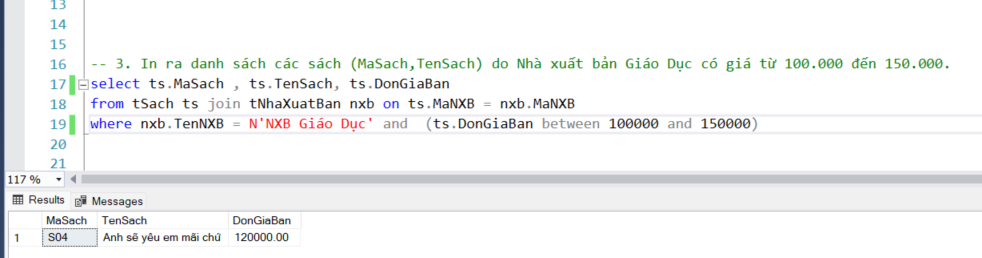 13
14
15
16 -- 3. In ra danh sách các sách (MaSach,TenSach) do Nhà xuất bản Giáo Dục có giá từ 100.000 đến 150.000.
17 select ts.MaSach , ts.TenSach, ts.DonGiaBan
18 from tSach ts join tNhaXuatBan nxb on ts.MaNXB = nxb.MaNXB
19 where nxb.TenNXB = N'NXB Giáo Dục' and  (ts.DonGiaBan between 100000 and 150000)
20
21
117 %
Results Messages
MaSach TenSach DonGiaBan
1 S04 Anh sẽ yêu em mãi chứ 120000.00